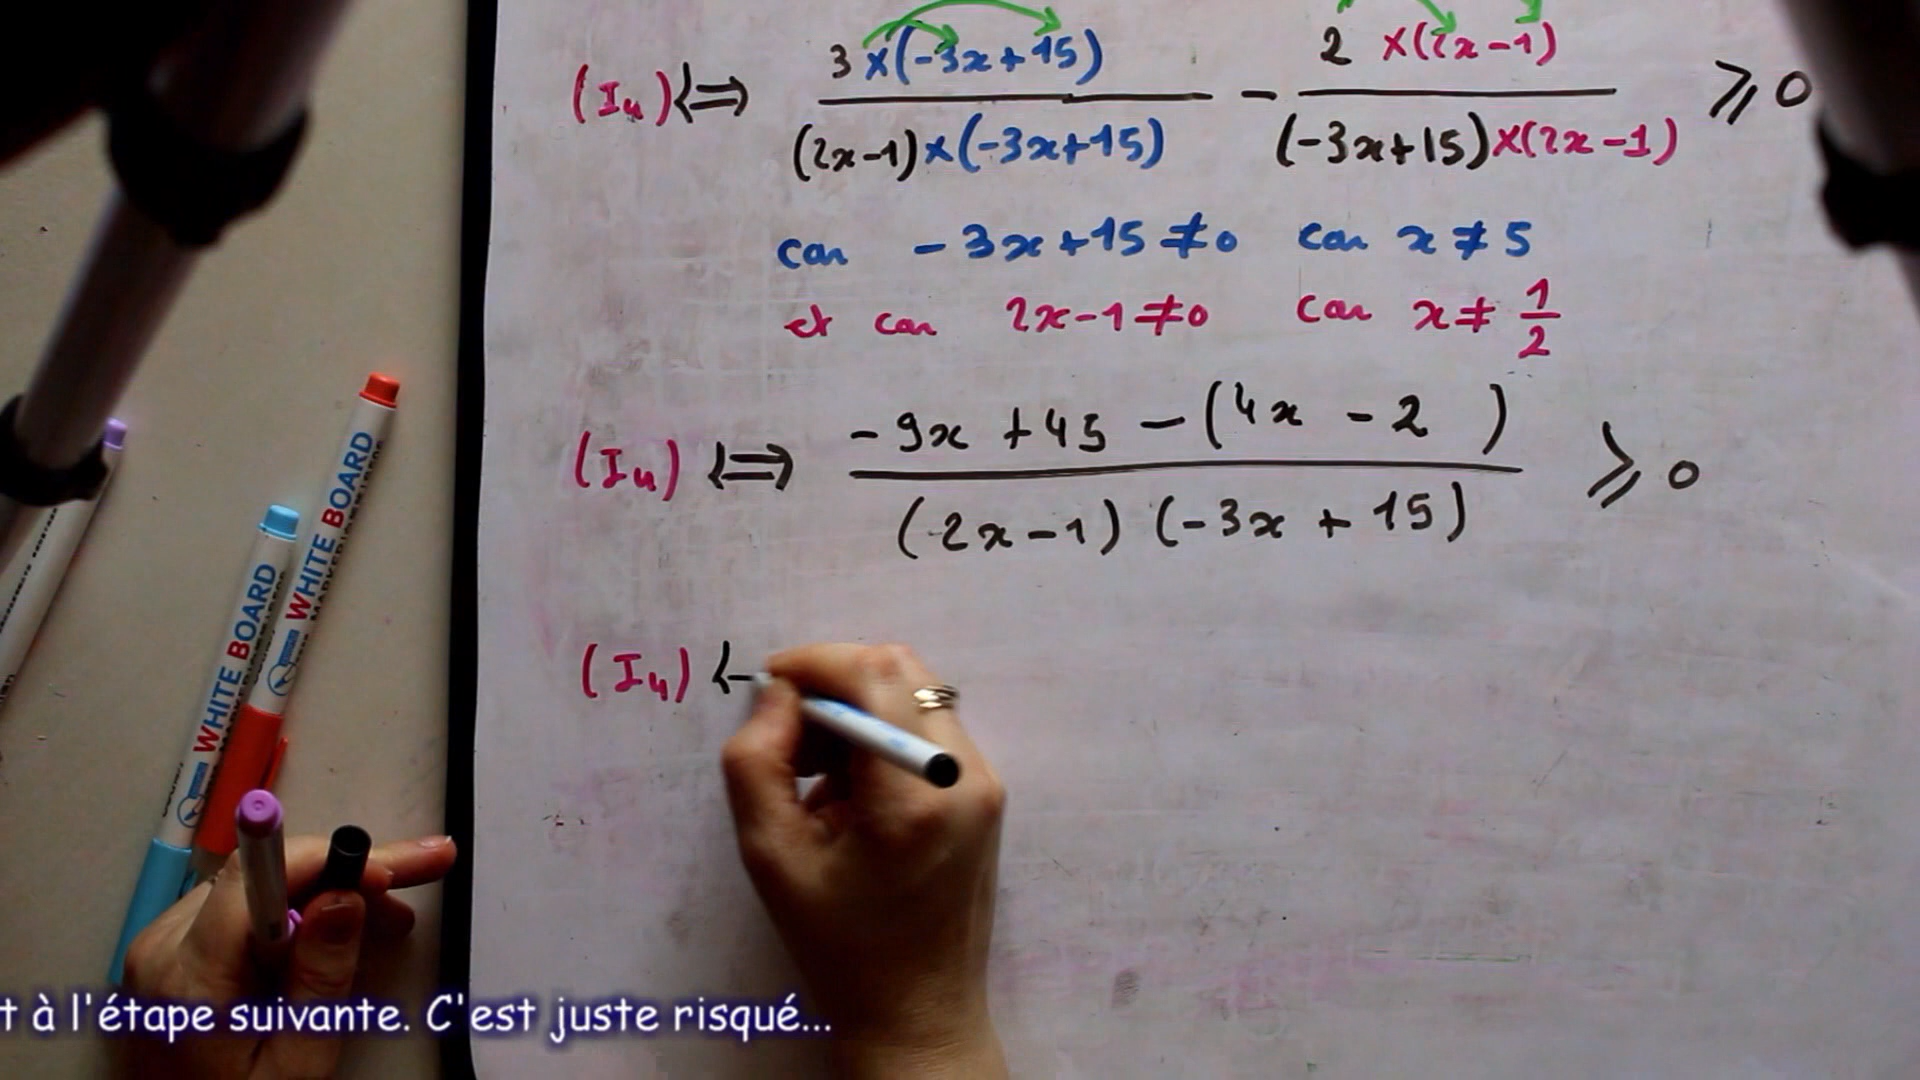 (I₄) ⟺ 3 ×(-3x+15) / (2x-1)×(-3x+15) - 2 ×(2x-1) / (-3x+15)×(2x-1) ⩾ 0
car -3x+15 ≠ 0 car x ≠ 5
et car 2x-1 ≠ 0 car x ≠ 1/2
(I₄) ⟺ -9x + 45 - (4x - 2 ) / (2x-1) (-3x + 15) ⩾ 0
(I₄)
WHITE BOARD
WHITE BOARD
t à l'étape suivante. C'est juste risqué...